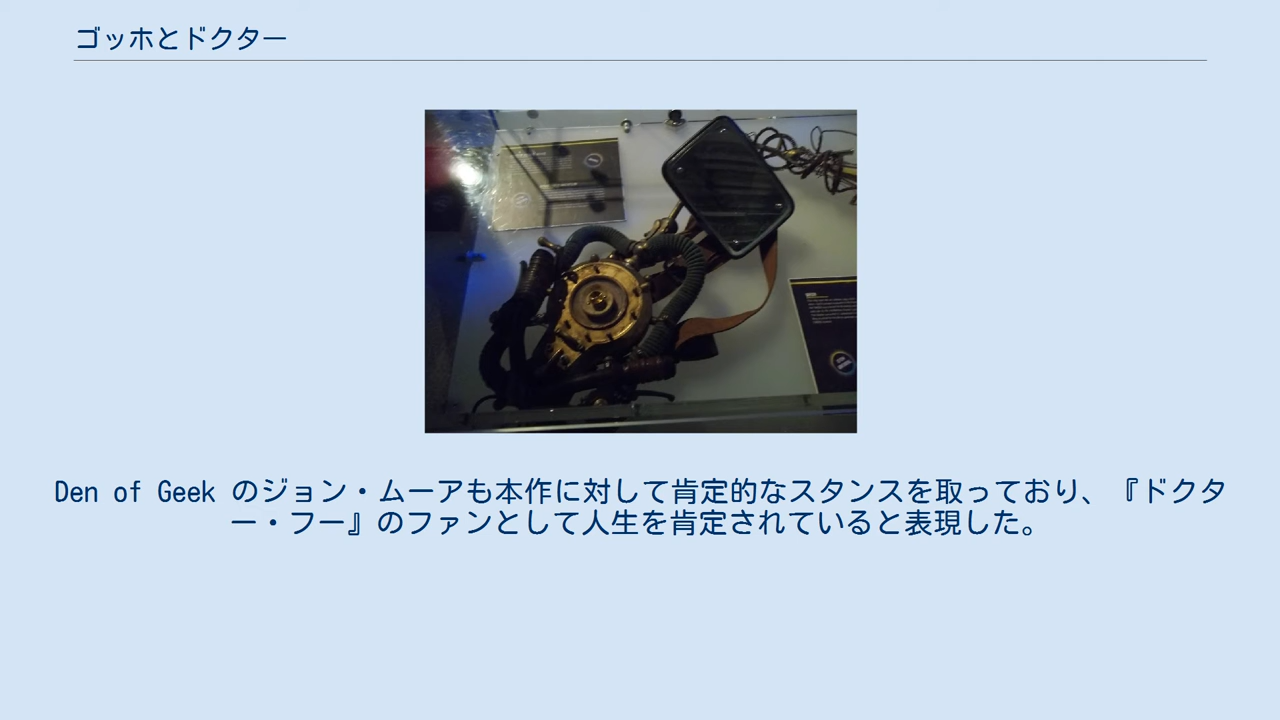 ゴッホとドクター
Den of Geek のジョン・ムーアも本作に対して肯定的なスタンスを取っており、『ドクタ
ー・フー』のファンとして人生を肯定されていると表現した。